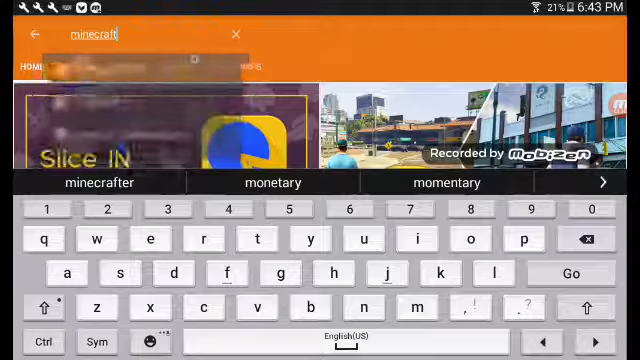 21% 6:43 PM
minecraft
HOME
Slice IN
Recorded by MOBIZEN
minecrafter monetary momentary
1 2 3 4 5 6 7 8 9 0
q w e r t y u i o p
a s d f g h j k l Go
z x c v b n m , ! . ?
Ctrl Sym English(US)